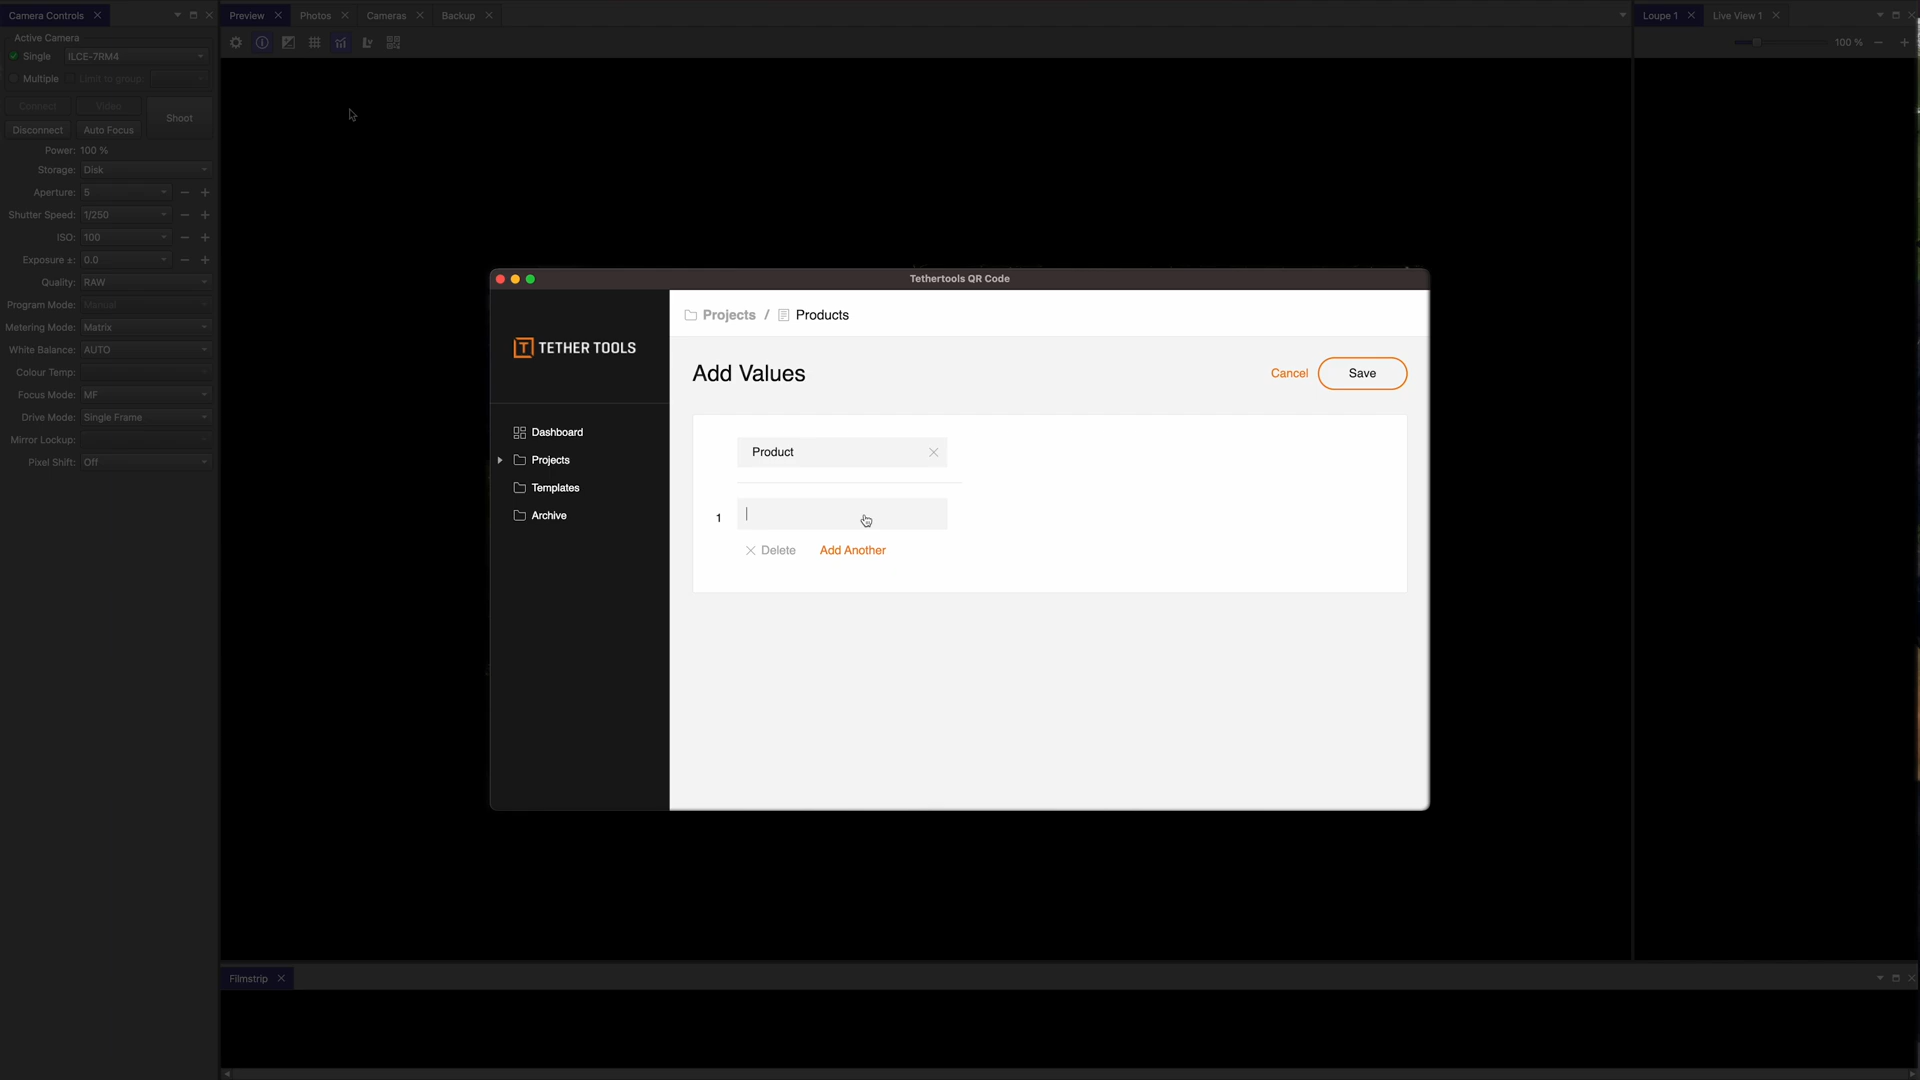 Camera Controls
Active Camera
Single ILCE-7RM4
Multiple Limit to group:
Connect Video Shoot
Disconnect Auto Focus
Power: 100 %
Storage: Disk
Aperture: 5
Shutter Speed: 1/250
ISO: 100
Exposure ±: 0.0
Quality: RAW
Program Mode: Manual
Metering Mode: Matrix
White Balance: AUTO
Colour Temp:
Focus Mode: MF
Drive Mode: Single Frame
Mirror Lockup:
Pixel Shift: Off
Preview Photos Cameras Backup
Loupe 1 Live View 1
100 %
Tethertools QR Code
TETHER TOOLS
Dashboard
Projects
Templates
Archive
Projects / Products
Add Values
Cancel Save
Product
1
Delete Add Another
Filmstrip